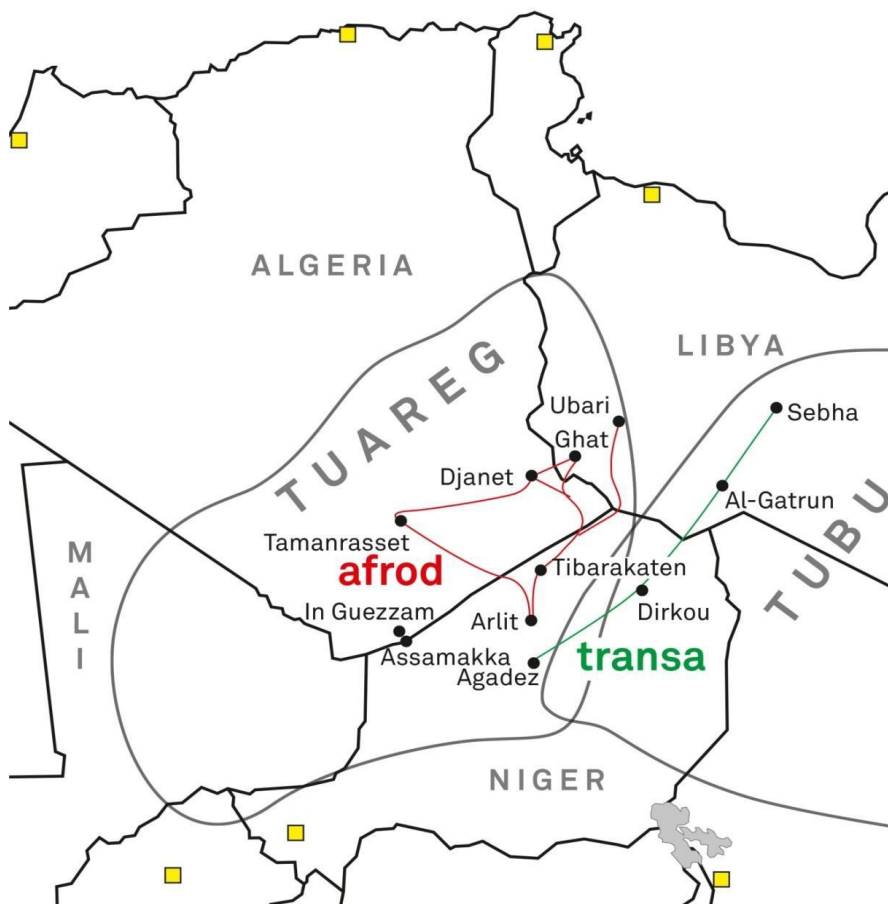 ALGERIA
TUAREG
LIBYA
Ubari
Sebha
Ghat
Djanet
Al-Gatrun
TUBU
MALI
Tamanrasset
afrod
Tibarakaten
In Guezzam
Arlit
Dirkou
Assamakka
transa
Agadez
NIGER